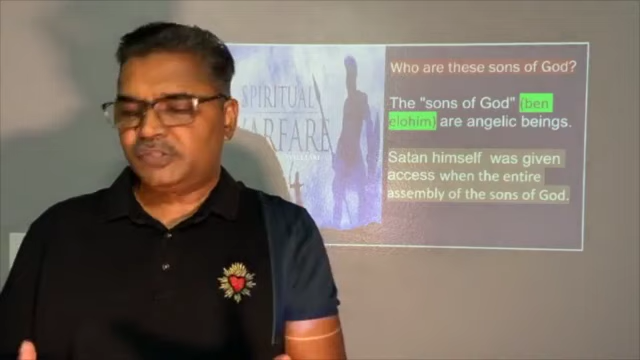 SPIRITUAL
WARFARE
Who are these sons of God?
The "sons of God" (ben
elohim) are angelic beings.
Satan himself was given
access when the entire
assembly of the sons of God.